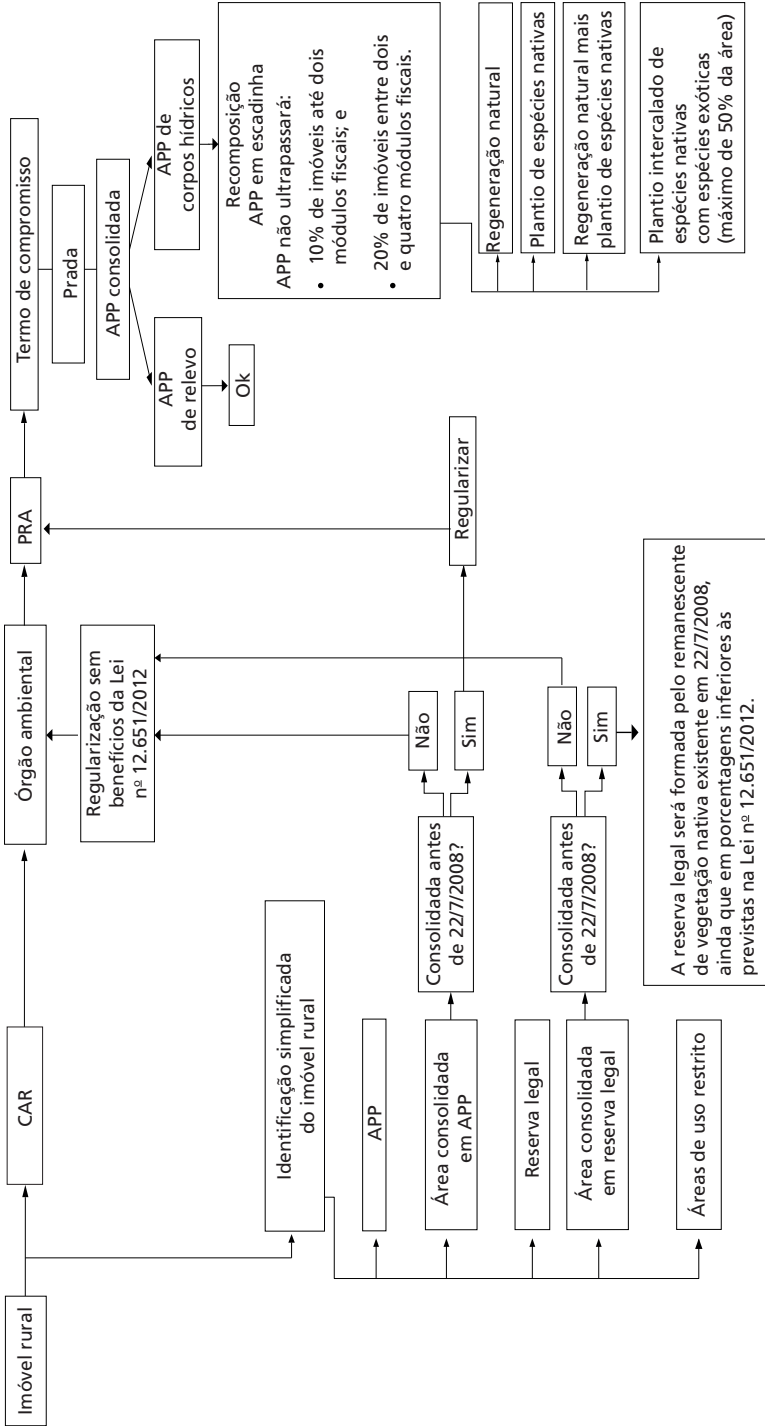 Imóvel rural
CAR
Órgão ambiental
PRA
Termo de compromisso
Prada
APP consolidada
APP
de relevo
Ok
APP de
corpos hídricos
Recomposição
APP em escadinha
APP não ultrapassará:
• 10% de imóveis até dois
módulos fiscais; e
• 20% de imóveis entre dois
e quatro módulos fiscais.
Regeneração natural
Plantio de espécies nativas
Regeneração natural mais
plantio de espécies nativas
Plantio intercalado de
espécies nativas
com espécies exóticas
(máximo de 50% da área)
Regularização sem
benefícios da Lei
nº 12.651/2012
Identificação simplificada
do imóvel rural
APP
Área consolidada
em APP
Consolidada antes
de 22/7/2008?
Não
Sim
Regularizar
Reserva legal
Área consolidada
em reserva legal
Consolidada antes
de 22/7/2008?
Não
Sim
A reserva legal será formada pelo remanescente
de vegetação nativa existente em 22/7/2008,
ainda que em porcentagens inferiores às
previstas na Lei nº 12.651/2012.
Áreas de uso restrito